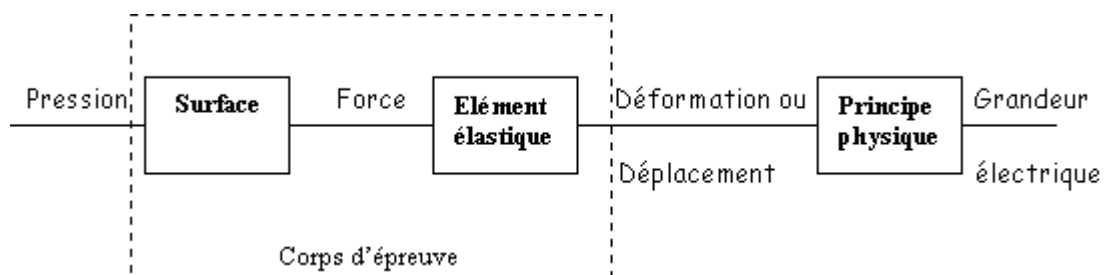 Pression
Surface
Force
Elément
élastique
Déformation ou
Déplacement
Principe
physique
Grandeur
électrique
Corps d'épreuve